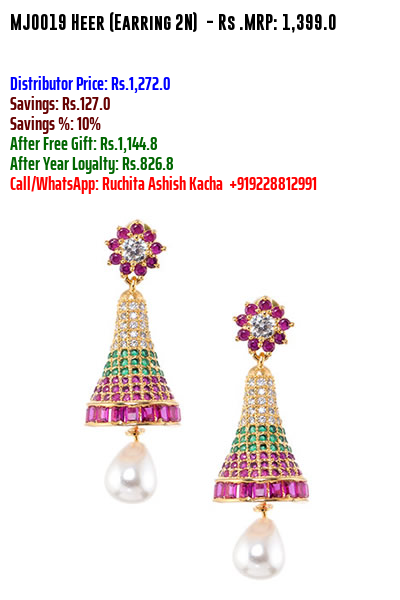 MJ0019 Heer (Earring 2N) - Rs .MRP: 1,399.0
Distributor Price: Rs.1,272.0
Savings: Rs.127.0
Savings %: 10%
After Free Gift: Rs.1,144.8
After Year Loyalty: Rs.826.8
Call/WhatsApp: Ruchita Ashish Kacha +919228812991